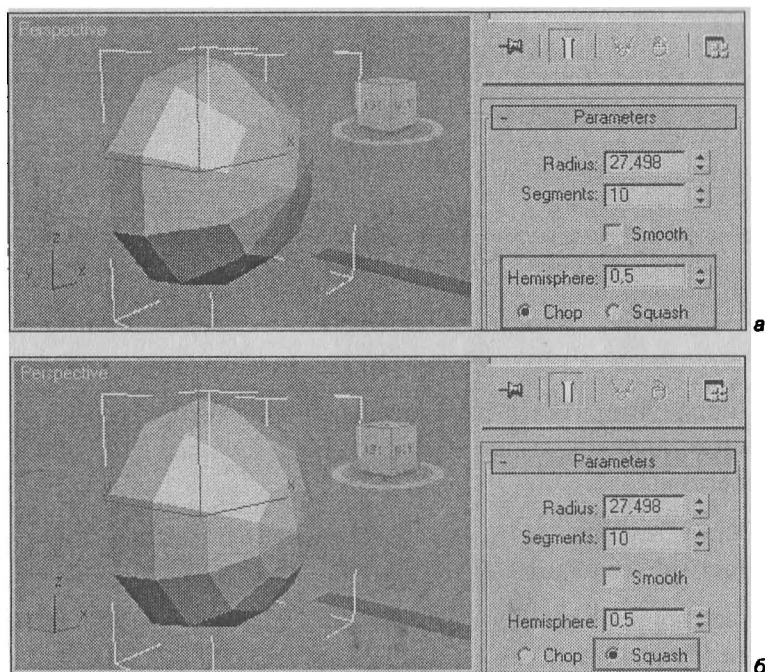 Perspective
Parameters
Radius: 27,498
Segments: 10
Smooth
Hemisphere: 0,5
Chop Squash
z
y x
x
а
Perspective
Parameters
Radius: 27,498
Segments: 10
Smooth
Hemisphere: 0,5
Chop Squash
z
y x
x
б